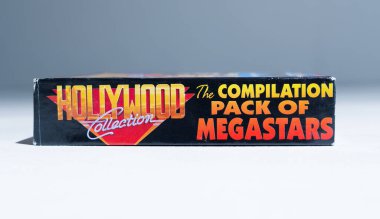 HOLLYWOOD
Collection
The COMPILATION
PACK OF
MEGASTARS